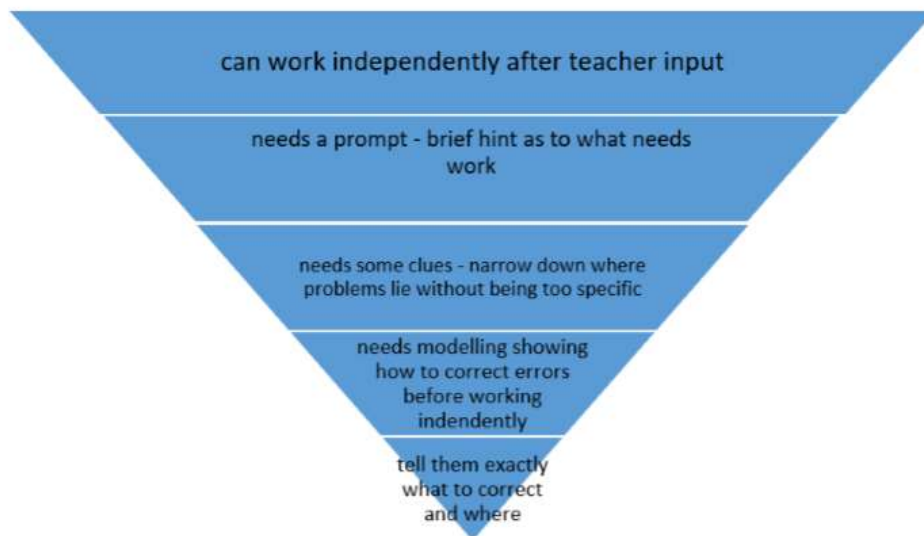 can work independently after teacher input
needs a prompt - brief hint as to what needs
work
needs some clues - narrow down where
problems lie without being too specific
needs modelling showing
how to correct errors
before working
indendently
tell them exactly
what to correct
and where